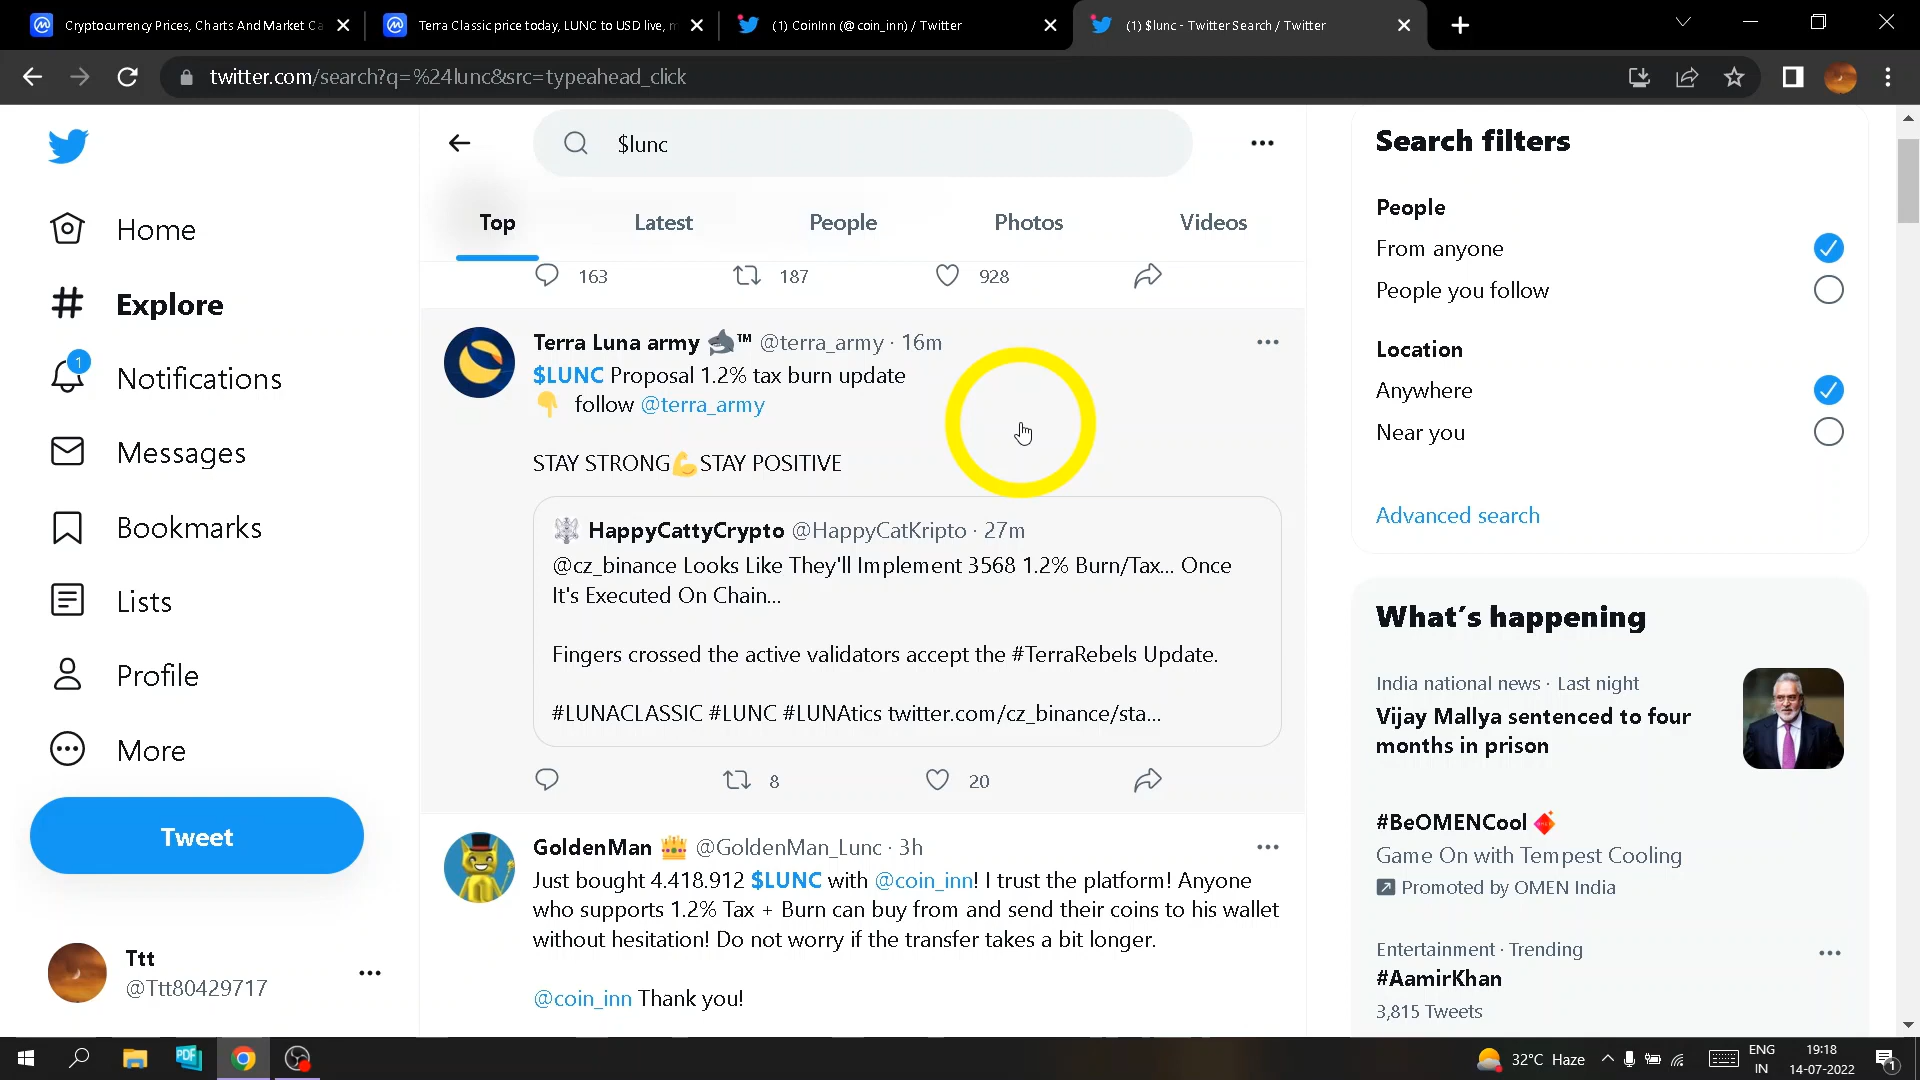 Cryptocurrency Prices, Charts And Market Ca
Terra Classic price today, LUNC to USD live, m
(1) CoinInn (@coin_inn) / Twitter
(1) $lunc - Twitter Search / Twitter
twitter.com/search?q=%24lunc&src=typeahead_click
Home
Explore
1
Notifications
Messages
Bookmarks
Lists
Profile
More
Tweet
Ttt
@Ttt80429717
$lunc
Top
Latest
People
Photos
Videos
163
187
928
Terra Luna army 🦈™ @terra_army · 16m
$LUNC Proposal 1.2% tax burn update
👇 follow @terra_army
STAY STRONG💪STAY POSITIVE
HappyCattyCrypto @HappyCatKripto · 27m
@cz_binance Looks Like They'll Implement 3568 1.2% Burn/Tax... Once
It's Executed On Chain...
Fingers crossed the active validators accept the #TerraRebels Update.
#LUNACLASSIC #LUNC #LUNAtics twitter.com/cz_binance/sta...
8
20
GoldenMan 👑 @GoldenMan_Lunc · 3h
Just bought 4.418.912 $LUNC with @coin_inn! I trust the platform! Anyone
who supports 1.2% Tax + Burn can buy from and send their coins to his wallet
without hesitation! Do not worry if the transfer takes a bit longer.
@coin_inn Thank you!
Search filters
People
From anyone
People you follow
Location
Anywhere
Near you
Advanced search
What's happening
India national news · Last night
Vijay Mallya sentenced to four
months in prison
#BeOMENCool
Game On with Tempest Cooling
Promoted by OMEN India
Entertainment · Trending
#AamirKhan
3,815 Tweets
PDF
32°C Haze
ENG
IN
19:18
14-07-2022
1